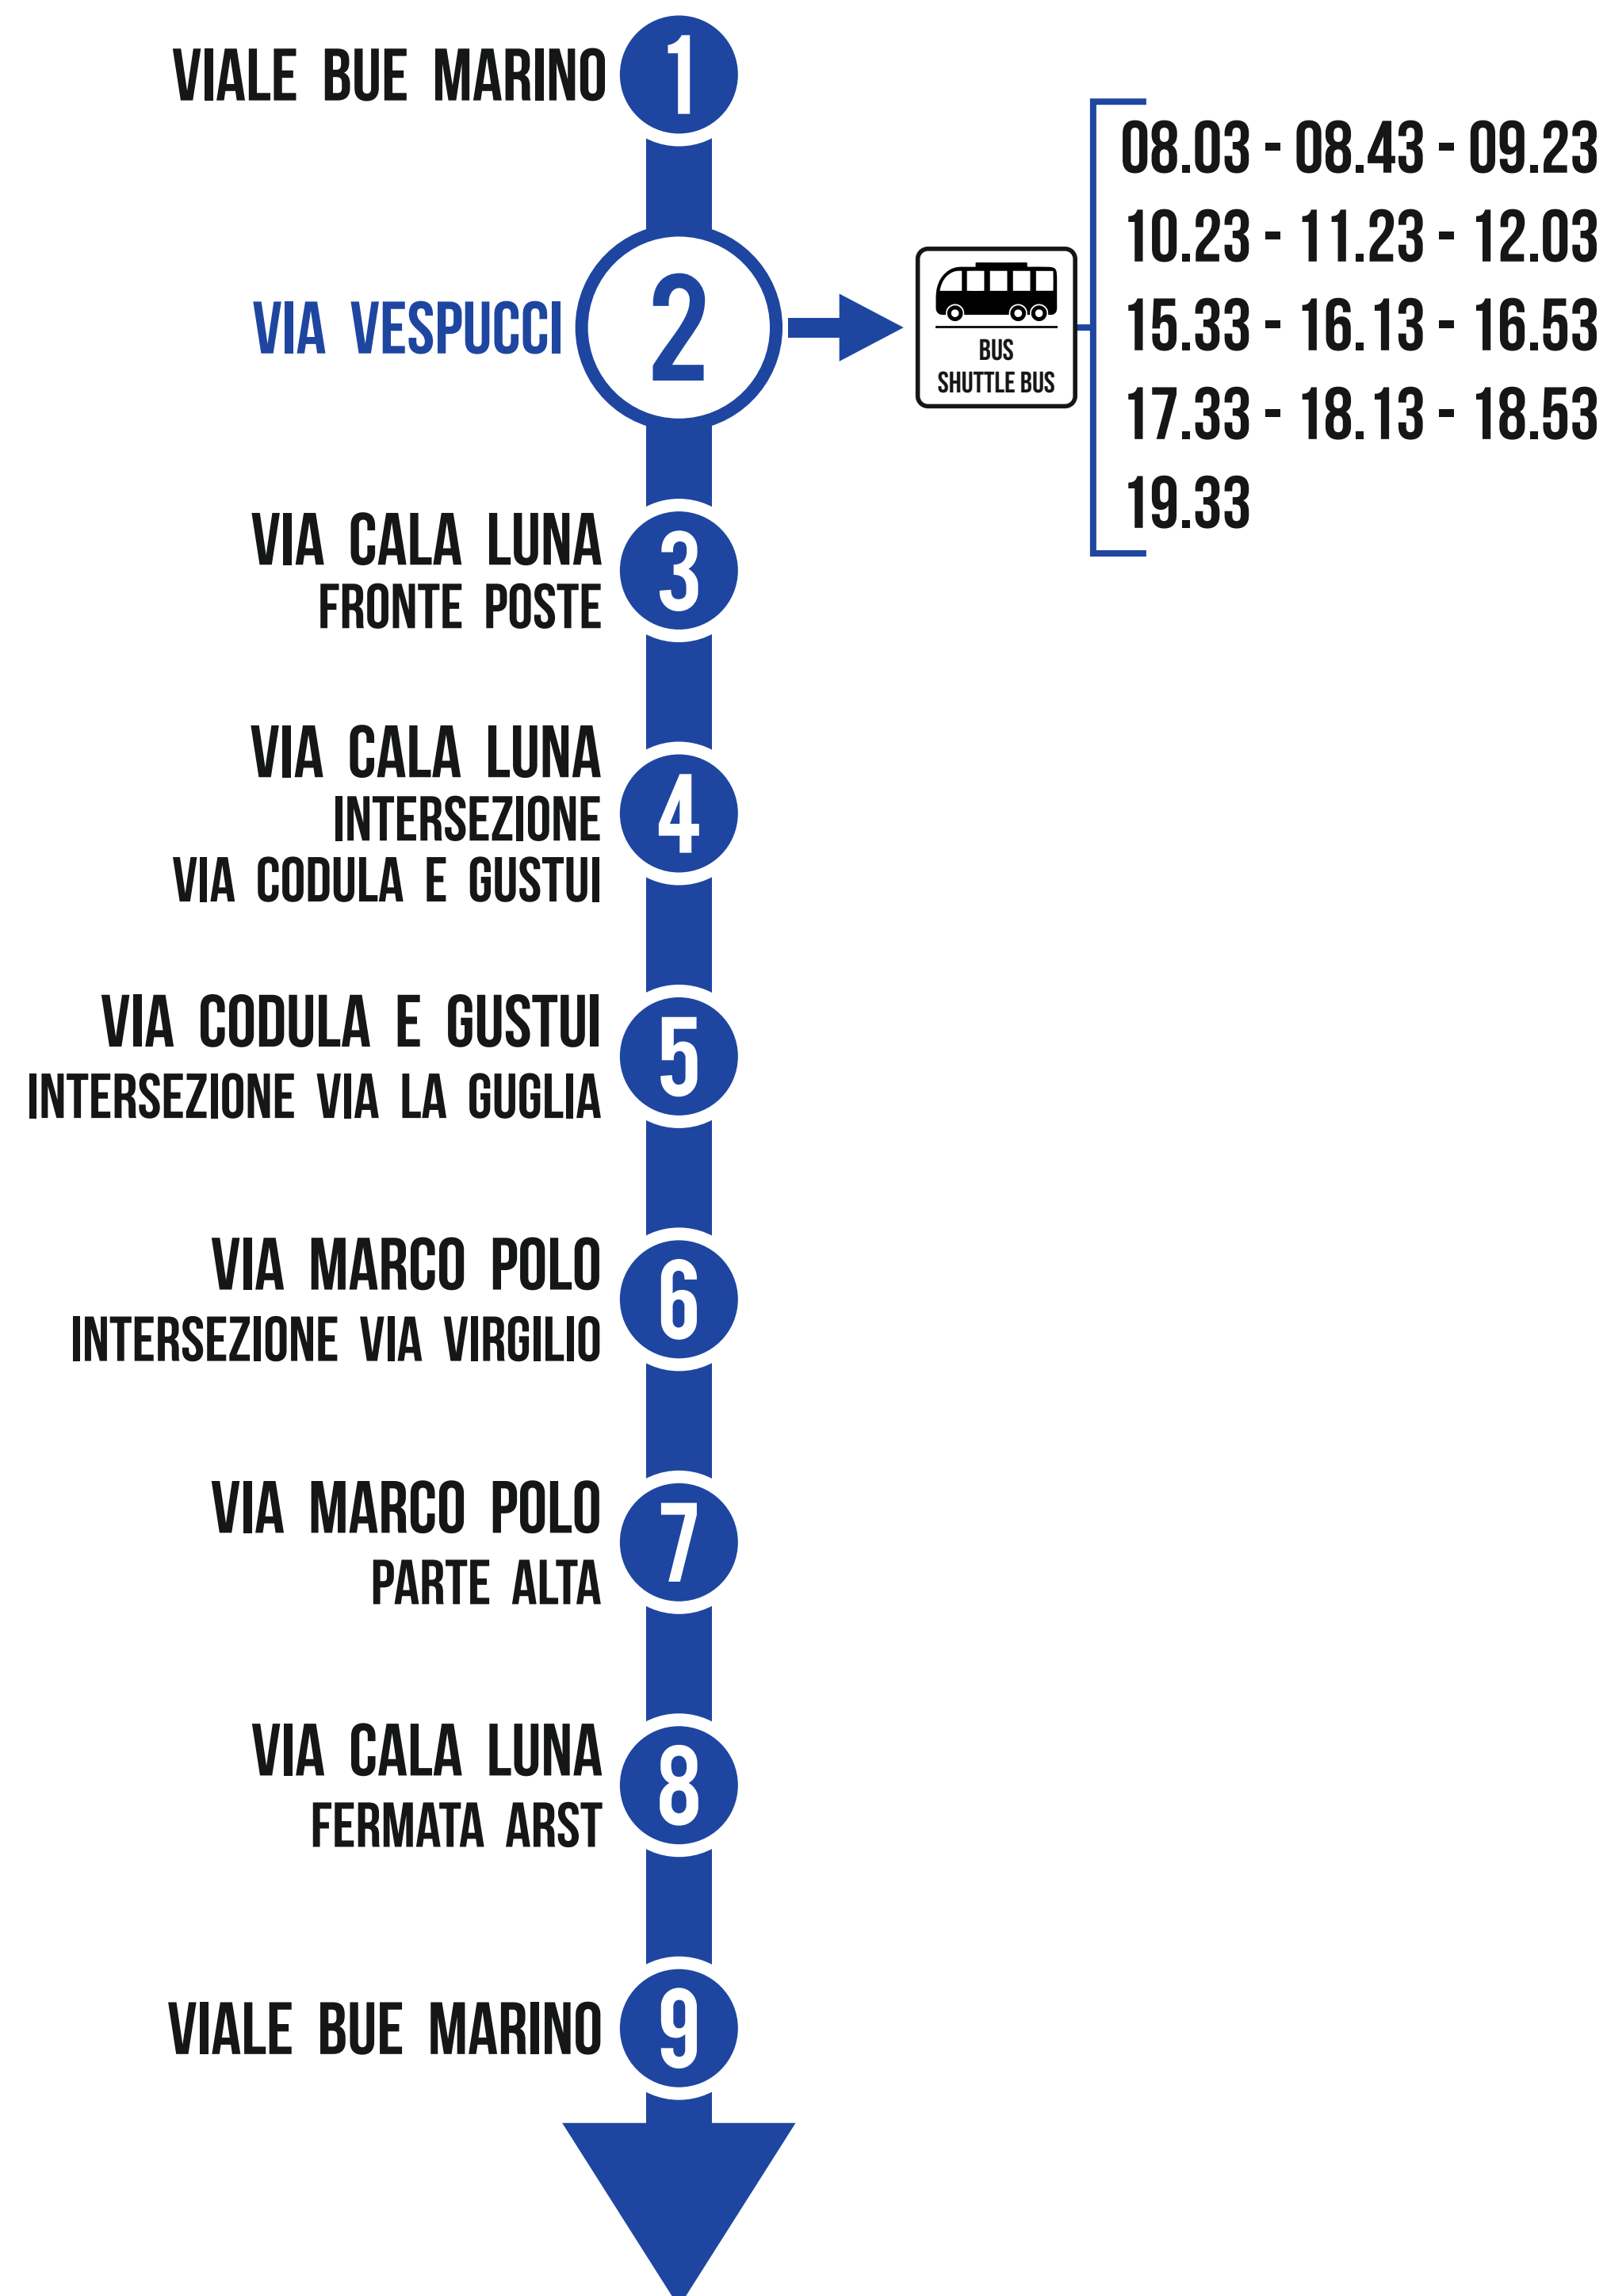 VIALE BUE MARINO
1
VIA VESPUCCI
2
BUS
SHUTTLE BUS
08.03 - 08.43 - 09.23
10.23 - 11.23 - 12.03
15.33 - 16.13 - 16.53
17.33 - 18.13 - 18.53
19.33
VIA CALA LUNA
FRONTE POSTE
3
VIA CALA LUNA
INTERSEZIONE
VIA CODULA E GUSTUI
4
VIA CODULA E GUSTUI
INTERSEZIONE VIA LA GUGLIA
5
VIA MARCO POLO
INTERSEZIONE VIA VIRGILIO
6
VIA MARCO POLO
PARTE ALTA
7
VIA CALA LUNA
FERMATA ARST
8
VIALE BUE MARINO
9